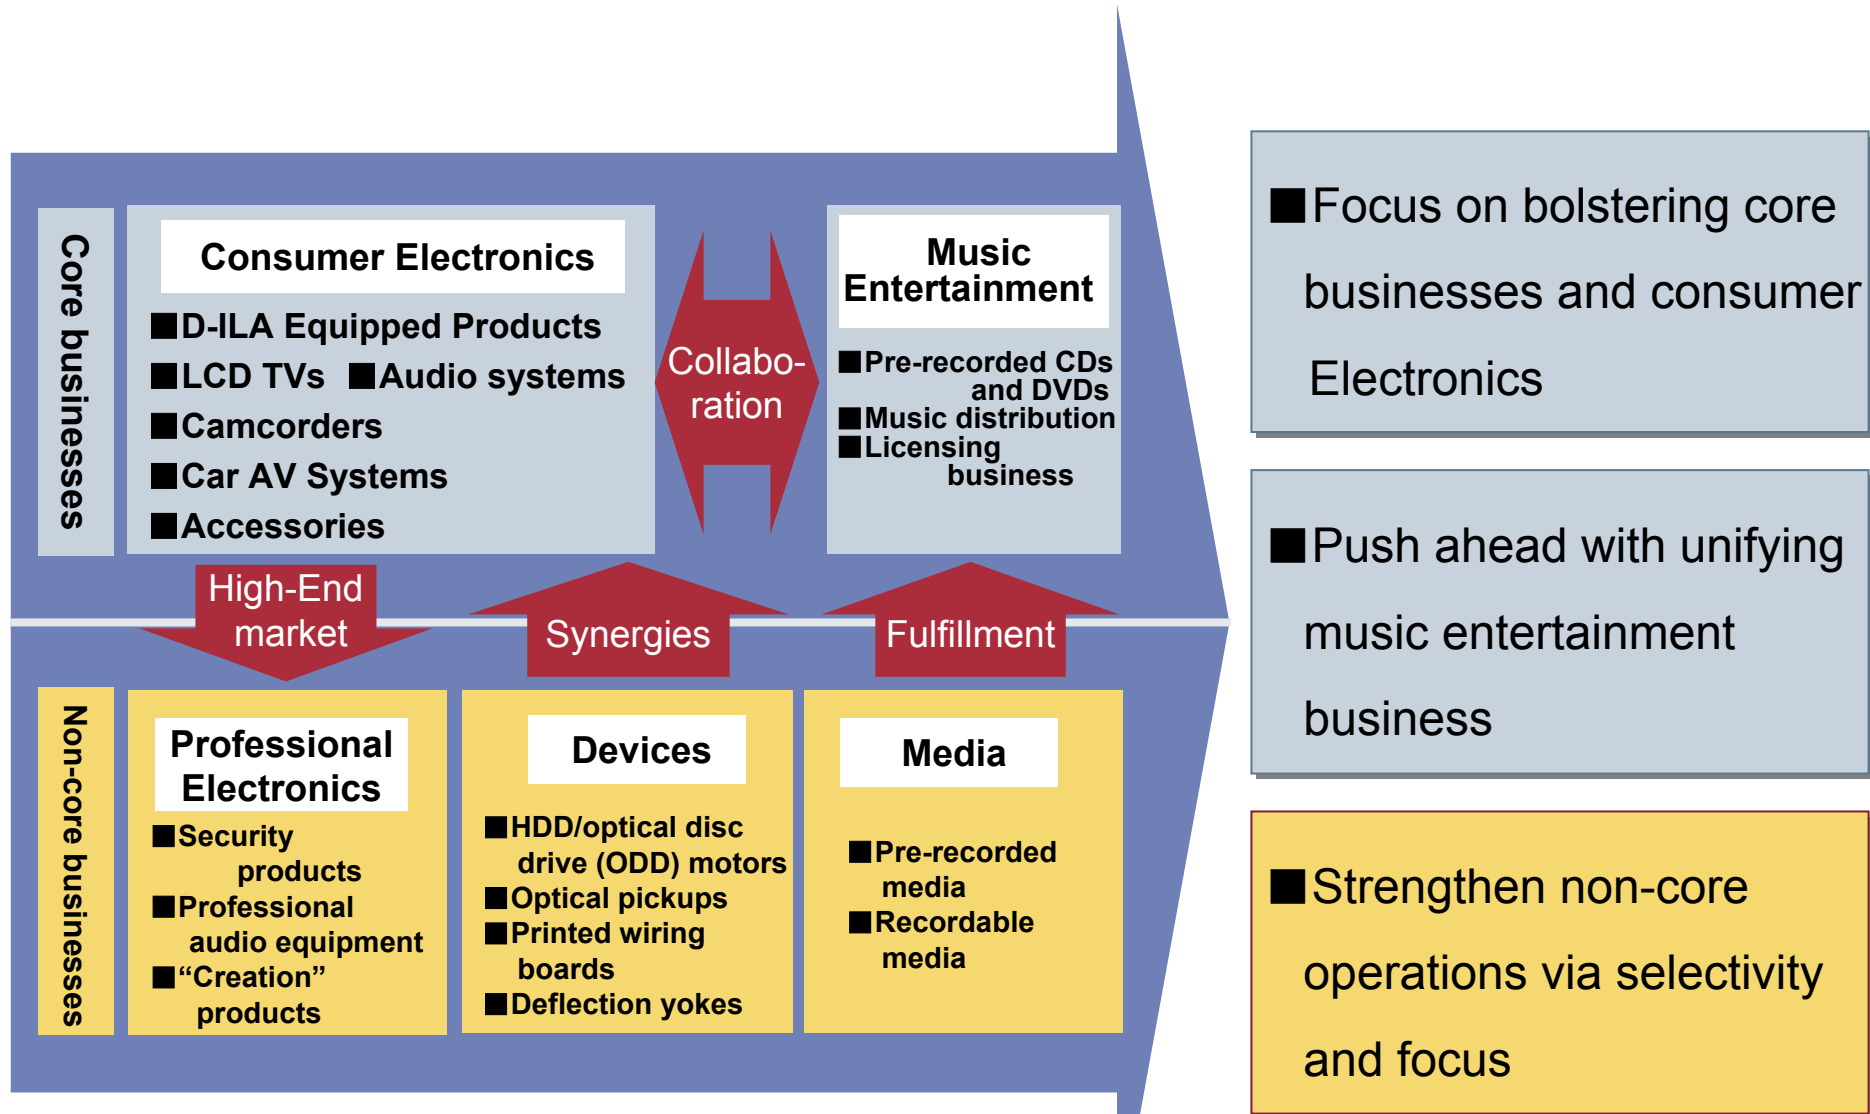 Core businesses
Consumer Electronics
■D-ILA Equipped Products
■LCD TVs ■Audio systems
■Camcorders
■Car AV Systems
■Accessories
Collabo-
ration
Music
Entertainment
■Pre-recorded CDs
and DVDs
■Music distribution
■Licensing
business
High-End
market
Synergies
Fulfillment
Non-core businesses
Professional
Electronics
■Security
products
■Professional
audio equipment
■“Creation”
products
Devices
■HDD/optical disc
drive (ODD) motors
■Optical pickups
■Printed wiring
boards
■Deflection yokes
Media
■Pre-recorded
media
■Recordable
media
■Focus on bolstering core
businesses and consumer
Electronics
■Push ahead with unifying
music entertainment
business
■Strengthen non-core
operations via selectivity
and focus